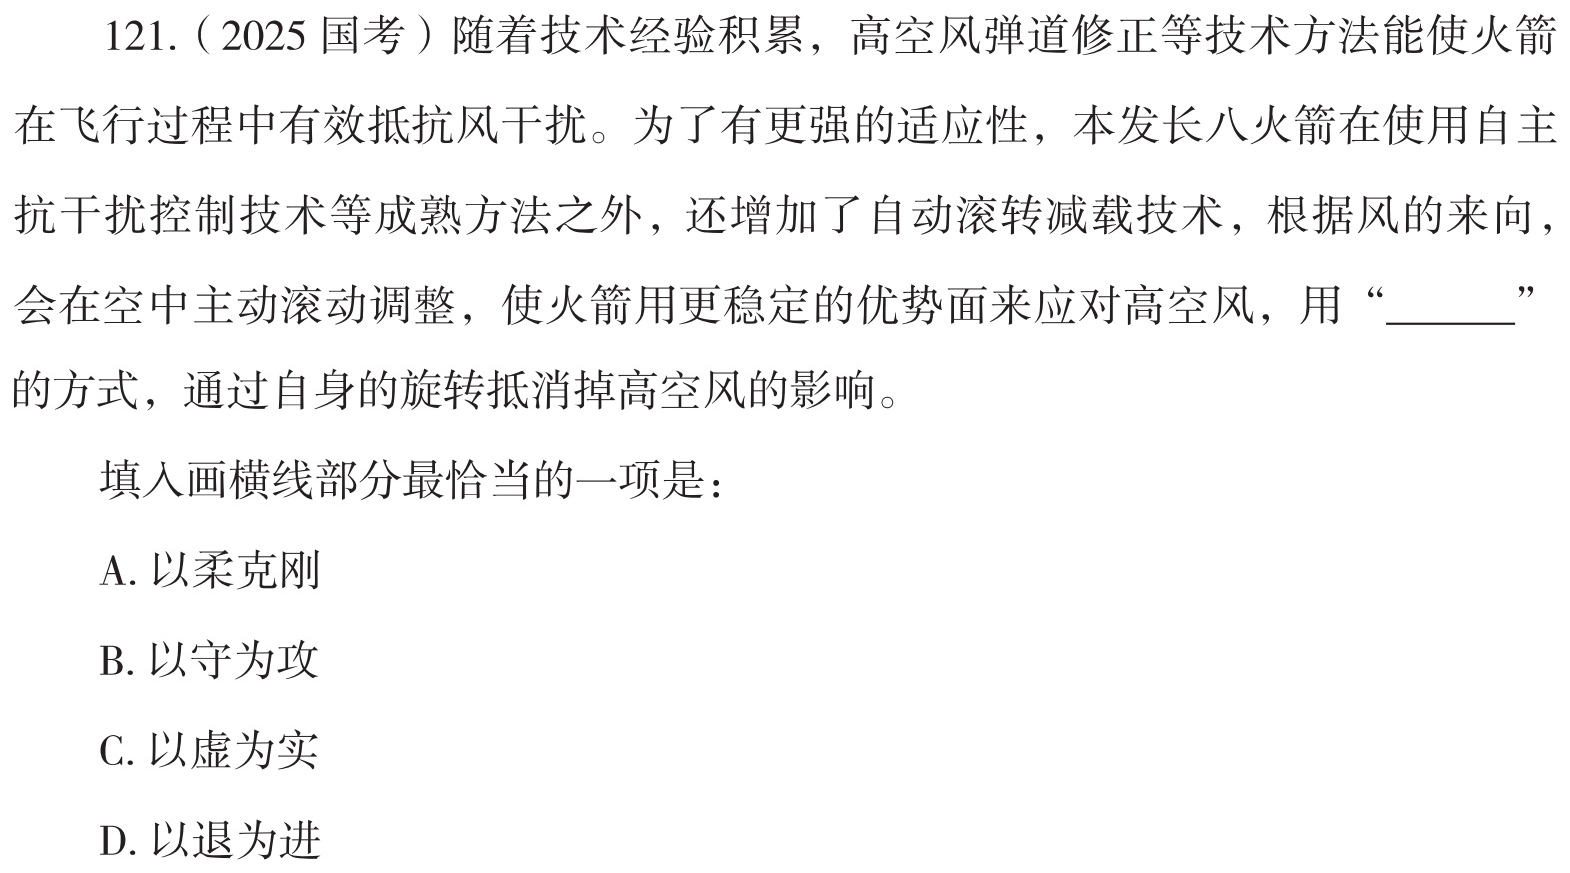 121.（2025 国考）随着技术经验积累，高空风弹道修正等技术方法能使火箭
在飞行过程中有效抵抗风干扰。为了有更强的适应性，本发长八火箭在使用自主
抗干扰控制技术等成熟方法之外，还增加了自动滚转减载技术，根据风的来向，
会在空中主动滚动调整，使火箭用更稳定的优势面来应对高空风，用“______”
的方式，通过自身的旋转抵消掉高空风的影响。
填入画横线部分最恰当的一项是：
A. 以柔克刚
B. 以守为攻
C. 以虚为实
D. 以退为进